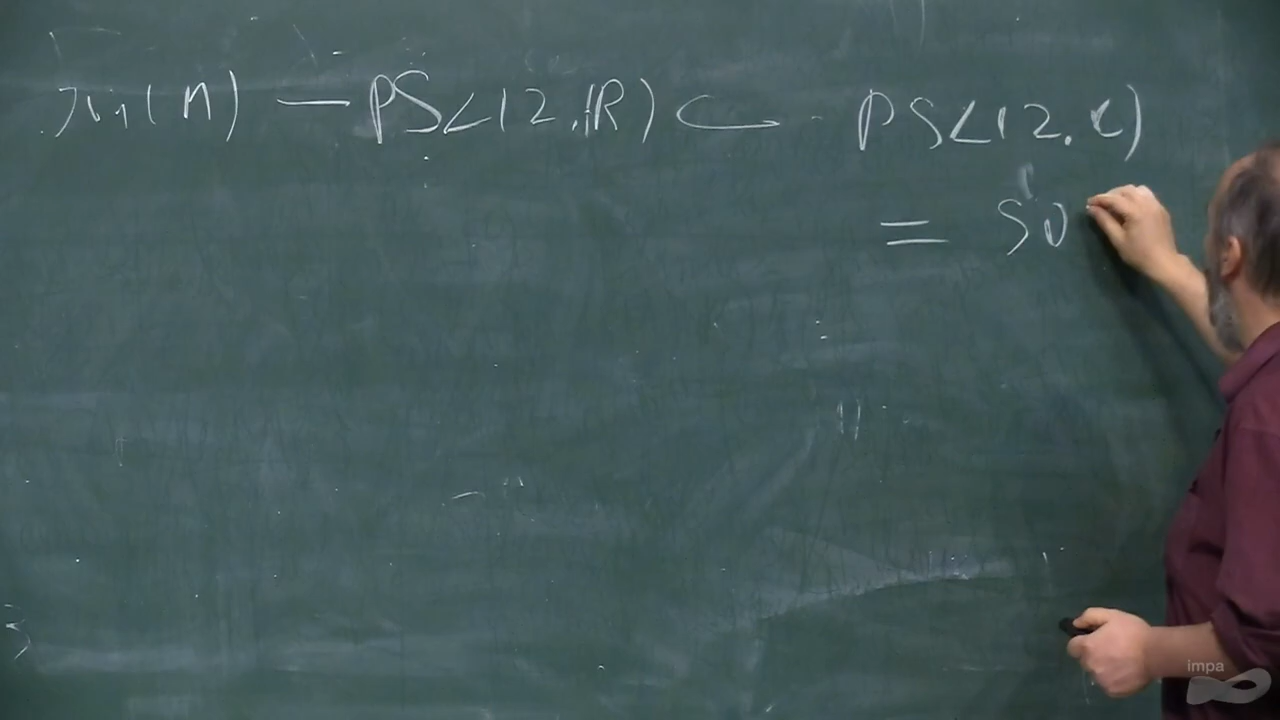 π₁(M) — PSL(2,ℝ) ⊂ PSL(2,ℂ)
= SO
impa